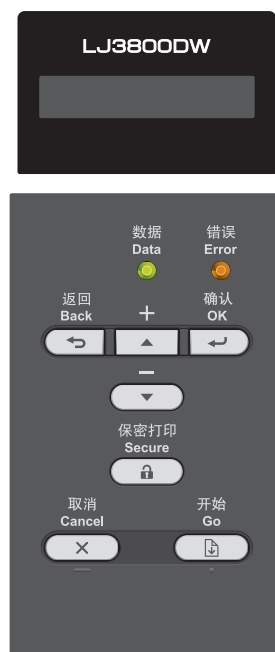 LJ3800DW
数据 错误
Data Error
返回 + 确认
Back OK
−
保密打印
Secure
取消 开始
Cancel Go